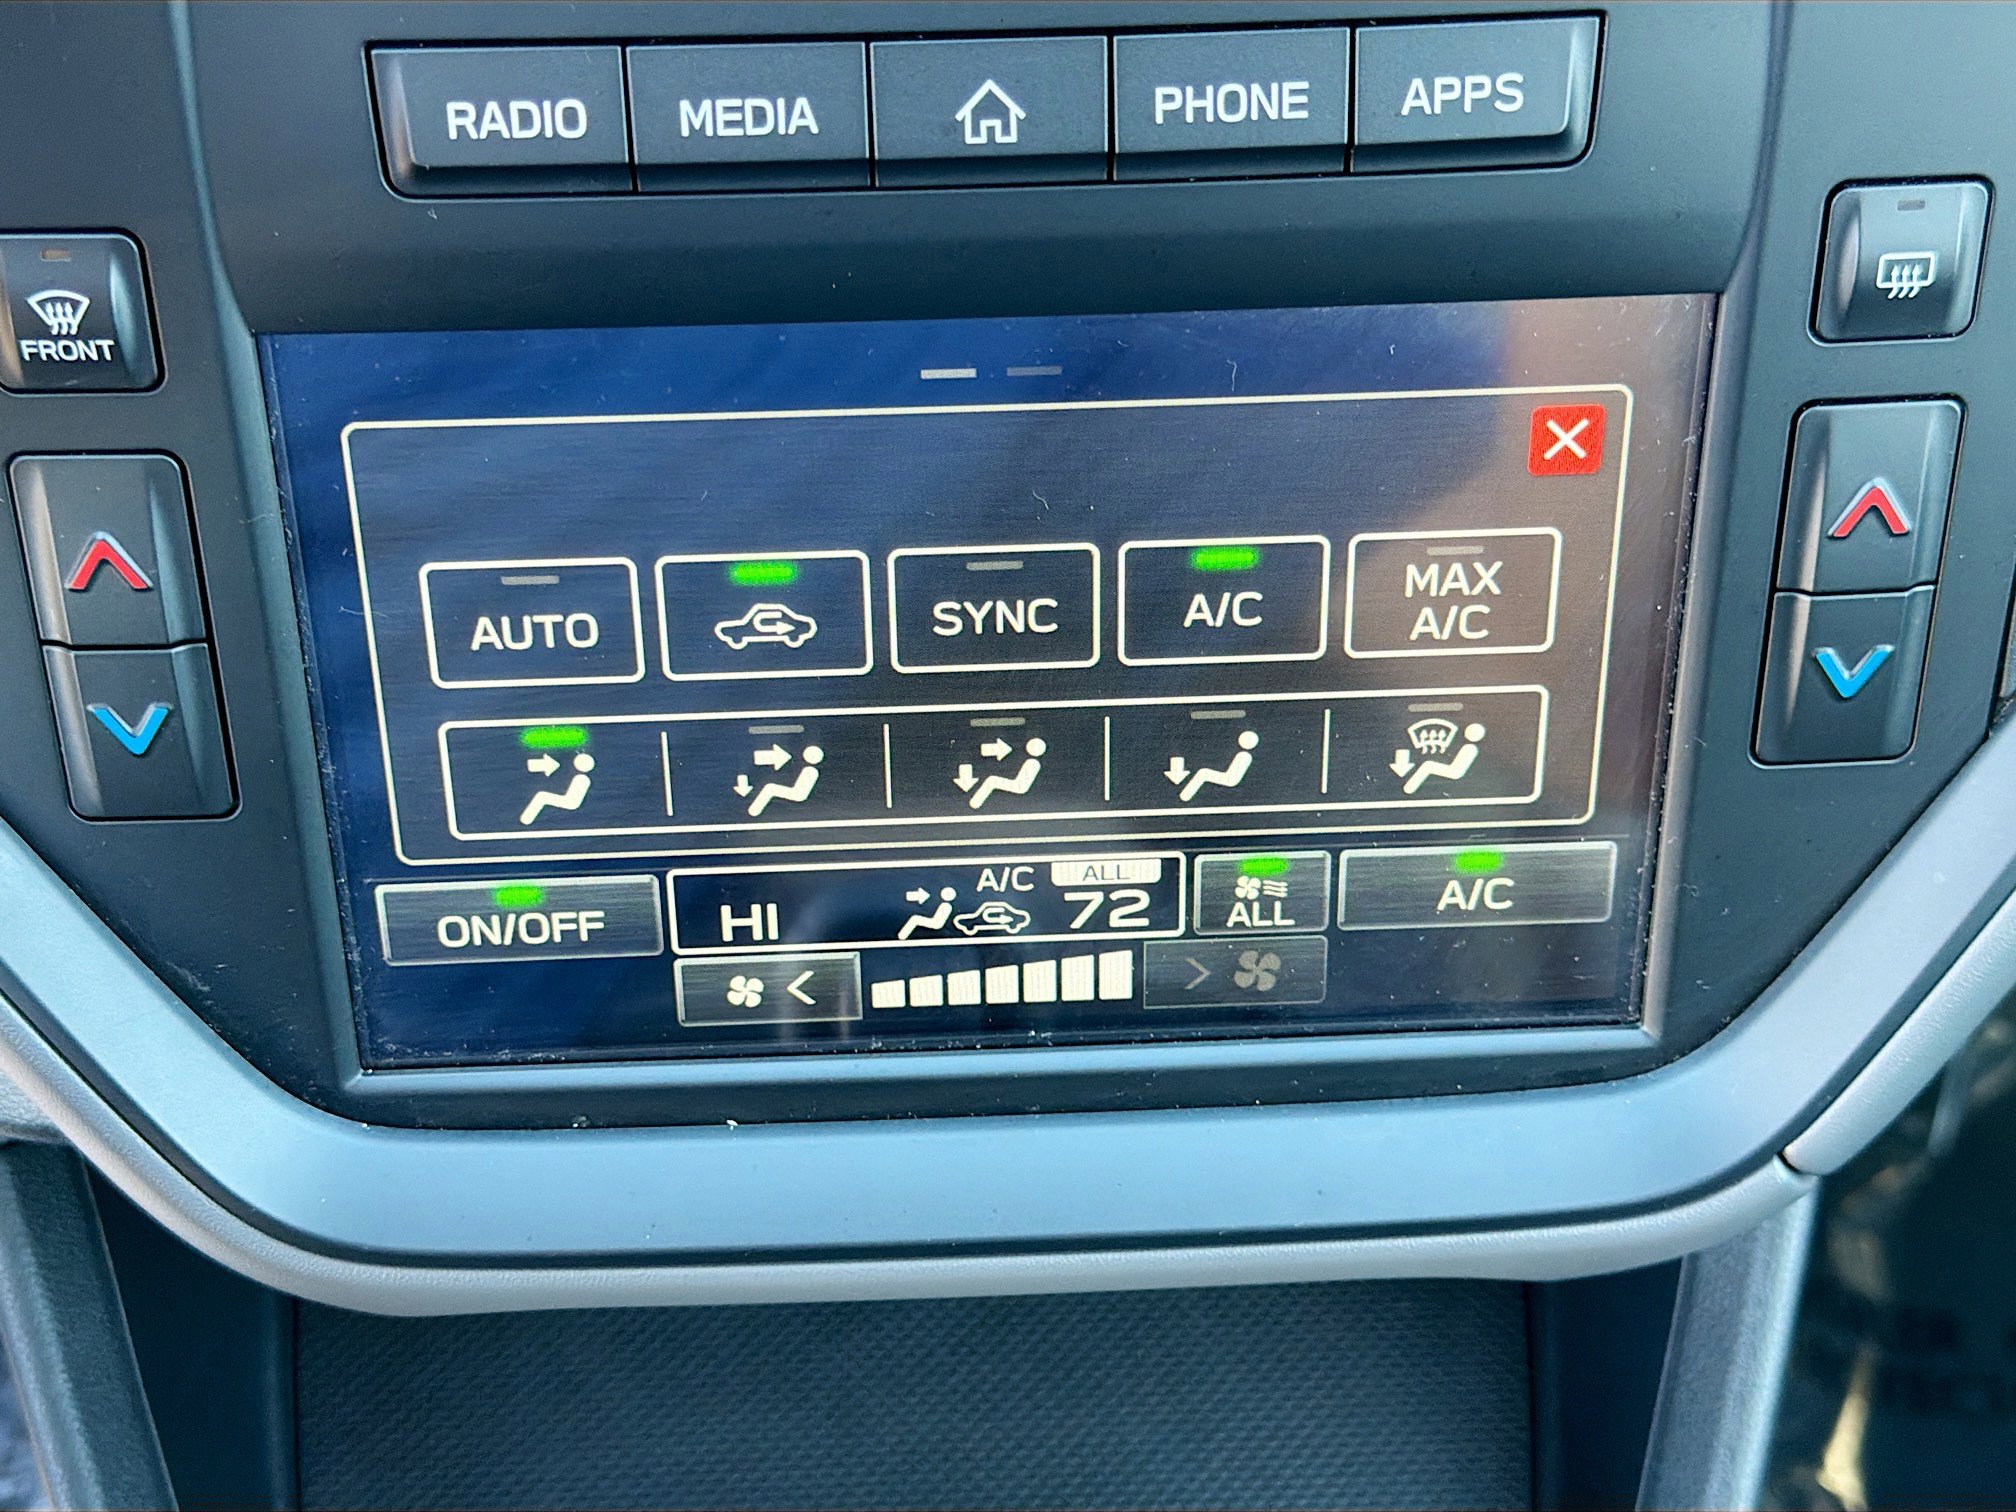 RADIO
MEDIA
PHONE
APPS
FRONT
AUTO
SYNC
A/C
MAX
A/C
ON/OFF
HI
A/C
ALL
72
ALL
A/C